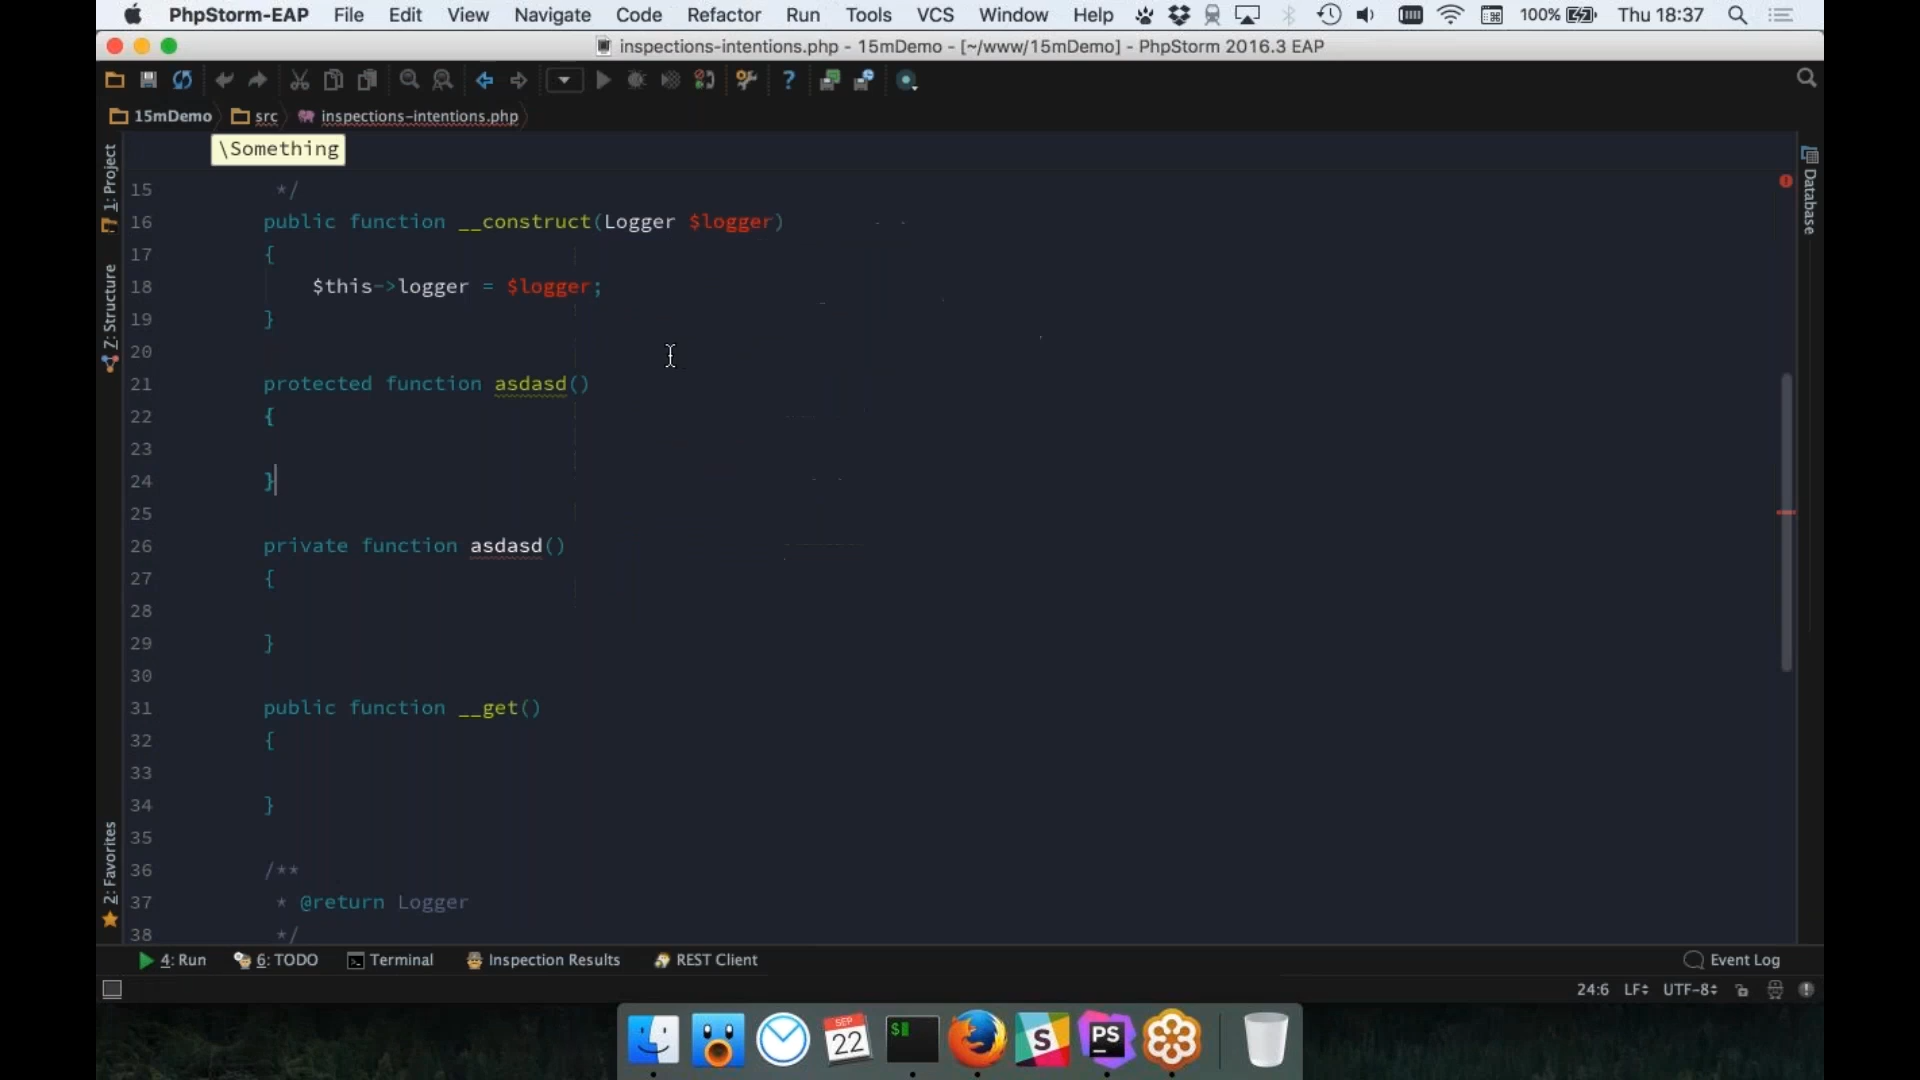 PhpStorm-EAP File Edit View Navigate Code Refactor Run Tools VCS Window Help 100% Thu 18:37
inspections-intentions.php - 15mDemo - [~/www/15mDemo] - PhpStorm 2016.3 EAP
15mDemo src inspections-intentions.php
\Something
1: Project
7: Structure
2: Favorites
Database
15 */
16 public function __construct(Logger $logger)
17 {
18 $this->logger = $logger;
19 }
20
21 protected function asdasd()
22 {
23
24 }
25
26 private function asdasd()
27 {
28
29 }
30
31 public function __get()
32 {
33
34 }
35
36 /**
37 * @return Logger
38 */
4: Run 6: TODO Terminal Inspection Results REST Client Event Log
24:6 LF UTF-8
SEP
22
$
S
PS